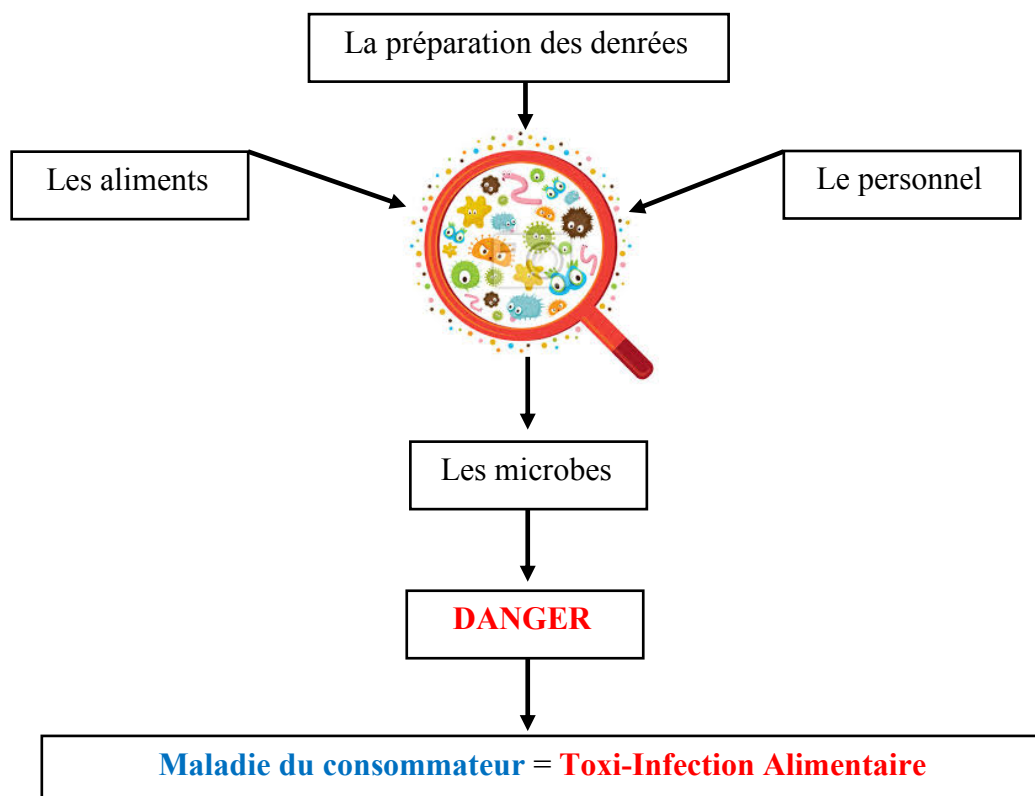 La préparation des denrées
Les aliments
Le personnel
Les microbes
DANGER
Maladie du consommateur = Toxi-Infection Alimentaire